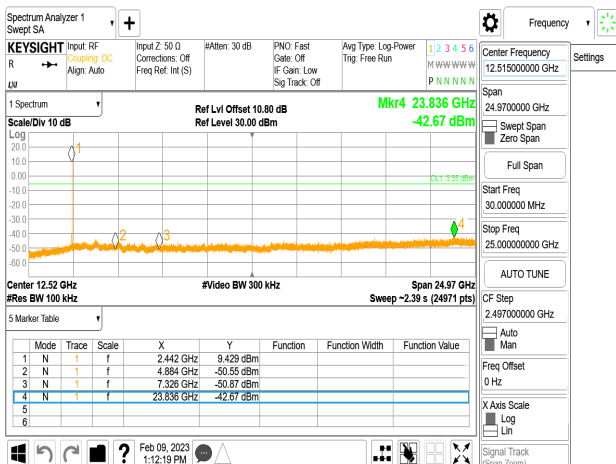 Spectrum Analyzer 1
Swept SA
Frequency
KEYSIGHT
Input: RF
Coupling: DC
Align: Auto
Input Z: 50 Ω
Corrections: Off
Freq Ref: Int (S)
#Atten: 30 dB
PNO: Fast
Gate: Off
IF Gain: Low
Sig Track: Off
Avg Type: Log-Power
Trig: Free Run
1 2 3 4 5 6
M W W W W W
P N N N N N
R
LXI
1 Spectrum
Scale/Div 10 dB
Ref Lvl Offset 10.80 dB
Ref Level 30.00 dBm
Mkr4 23.836 GHz
-42.67 dBm
Log
20.0
10.0
0.00
-10.0
-20.0
-30.0
-40.0
-50.0
-60.0
1
2
3
4
DL1 -5.55 dBm
Center 12.52 GHz
#Res BW 100 kHz
#Video BW 300 kHz
Span 24.97 GHz
Sweep ~2.39 s (24971 pts)
5 Marker Table
Mode Trace Scale X Y Function Function Width Function Value
1 N 1 f 2.442 GHz 9.429 dBm
2 N 1 f 4.884 GHz -50.55 dBm
3 N 1 f 7.326 GHz -50.87 dBm
4 N 1 f 23.836 GHz -42.67 dBm
5
6
Feb 09, 2023
1:12:19 PM
Center Frequency
12.515000000 GHz
Settings
Span
24.9700000 GHz
Swept Span
Zero Span
Full Span
Start Freq
30.000000 MHz
Stop Freq
25.000000000 GHz
AUTO TUNE
CF Step
2.497000000 GHz
Auto
Man
Freq Offset
0 Hz
X Axis Scale
Log
Lin
Signal Track
(Span Zoom)